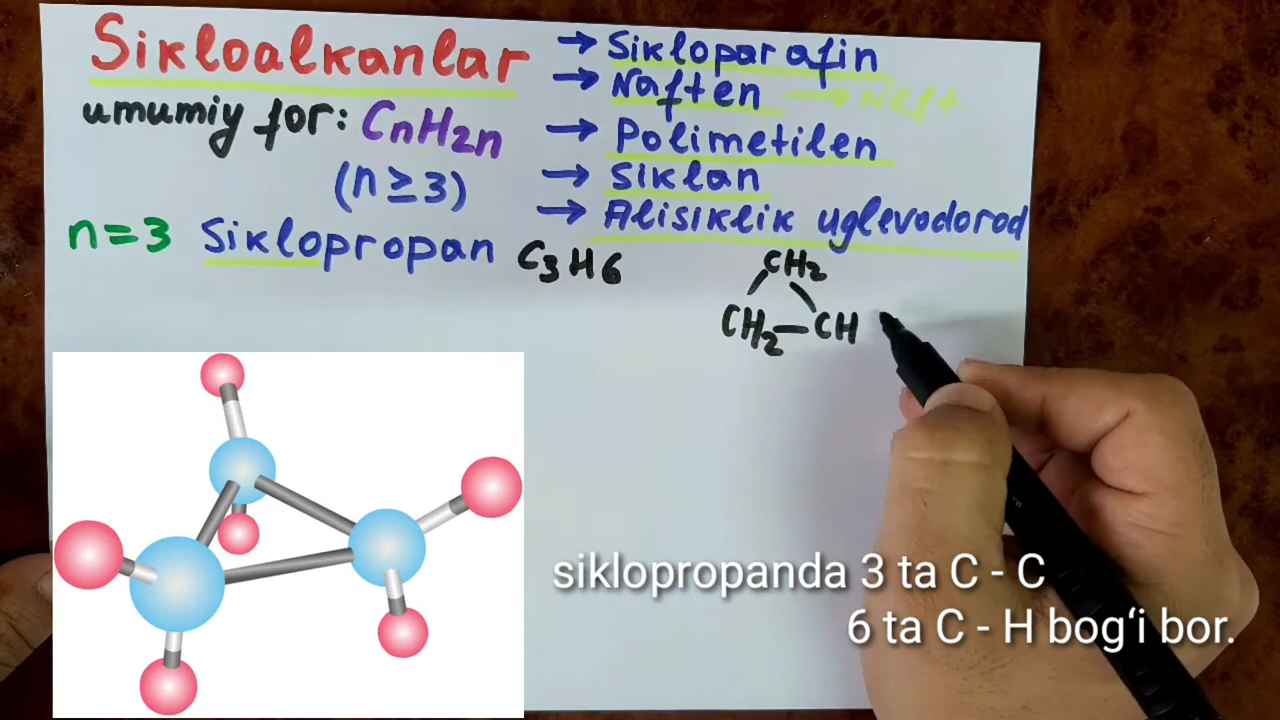 Sikloalkanlar
umumiy for: CnH2n
(n ≥ 3)
→ Sikloparafin
→ Naften → Neft
→ Polimetilen
→ Siklan
→ Alisiklik uglevodorod
n=3 Siklopropan C3H6
CH2
CH2—CH
siklopropanda 3 ta C - C
6 ta C - H bog‘i bor.